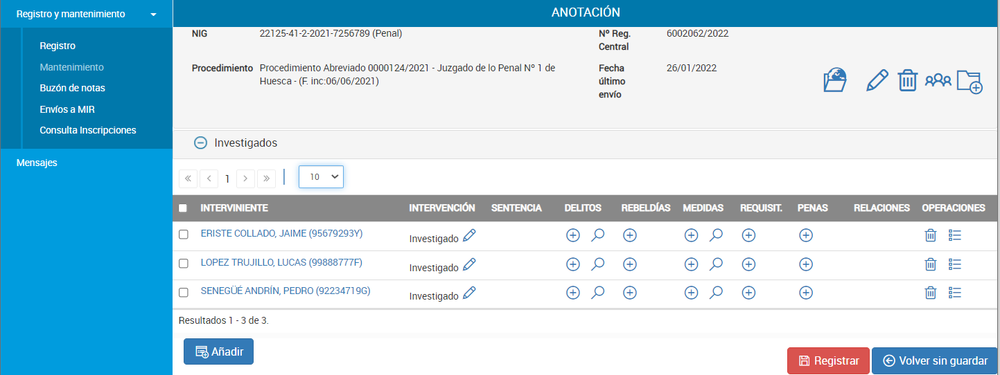 Registro y mantenimiento
Registro
Mantenimiento
Buzón de notas
Envíos a MIR
Consulta Inscripciones
Mensajes
ANOTACIÓN
NIG 22125-41-2-2021-7256789 (Penal)
Nº Reg. Central 6002062/2022
Procedimiento Procedimiento Abreviado 0000124/2021 - Juzgado de lo Penal Nº 1 de
Huesca - (F. inc:06/06/2021)
Fecha último envío 26/01/2022
Investigados
1 10
INTERVINIENTE INTERVENCIÓN SENTENCIA DELITOS REBELDÍAS MEDIDAS REQUISIT. PENAS RELACIONES OPERACIONES
ERISTE COLLADO, JAIME (95679293Y) Investigado
LOPEZ TRUJILLO, LUCAS (99888777F) Investigado
SENEGÜÉ ANDRÍN, PEDRO (92234719G) Investigado
Resultados 1 - 3 de 3.
Añadir
Registrar
Volver sin guardar